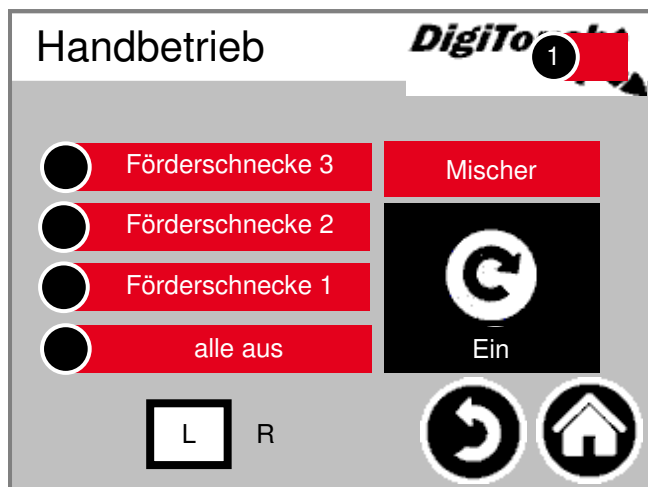 Handbetrieb
1
Förderschnecke 3
Mischer
Förderschnecke 2
Förderschnecke 1
alle aus
Ein
L R